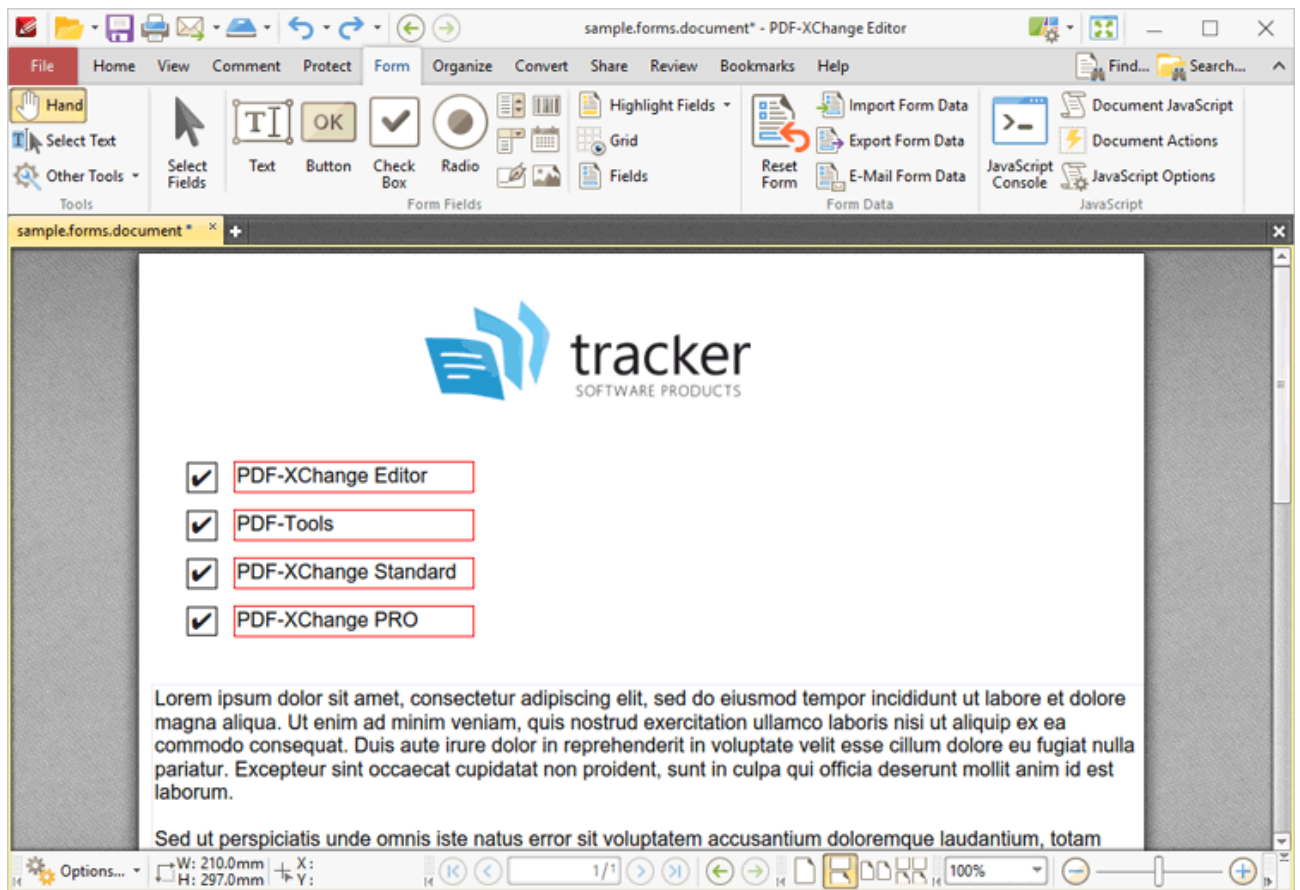 sample.forms.document* - PDF-XChange Editor
File Home View Comment Protect Form Organize Convert Share Review Bookmarks Help Find... Search...
Hand
Select Text
Other Tools
Tools
Select Fields
Text
Button
OK
Check Box
Radio
Form Fields
Highlight Fields
Grid
Fields
Reset Form
Import Form Data
Export Form Data
E-Mail Form Data
Form Data
JavaScript Console
Document JavaScript
Document Actions
JavaScript Options
JavaScript
sample.forms.document *
tracker
SOFTWARE PRODUCTS
PDF-XChange Editor
PDF-Tools
PDF-XChange Standard
PDF-XChange PRO
Lorem ipsum dolor sit amet, consectetur adipiscing elit, sed do eiusmod tempor incididunt ut labore et dolore
magna aliqua. Ut enim ad minim veniam, quis nostrud exercitation ullamco laboris nisi ut aliquip ex ea
commodo consequat. Duis aute irure dolor in reprehenderit in voluptate velit esse cillum dolore eu fugiat nulla
pariatur. Excepteur sint occaecat cupidatat non proident, sunt in culpa qui officia deserunt mollit anim id est
laborum.
Sed ut perspiciatis unde omnis iste natus error sit voluptatem accusantium doloremque laudantium, totam
Options... W: 210.0mm X:
H: 297.0mm Y:
1/1
100%